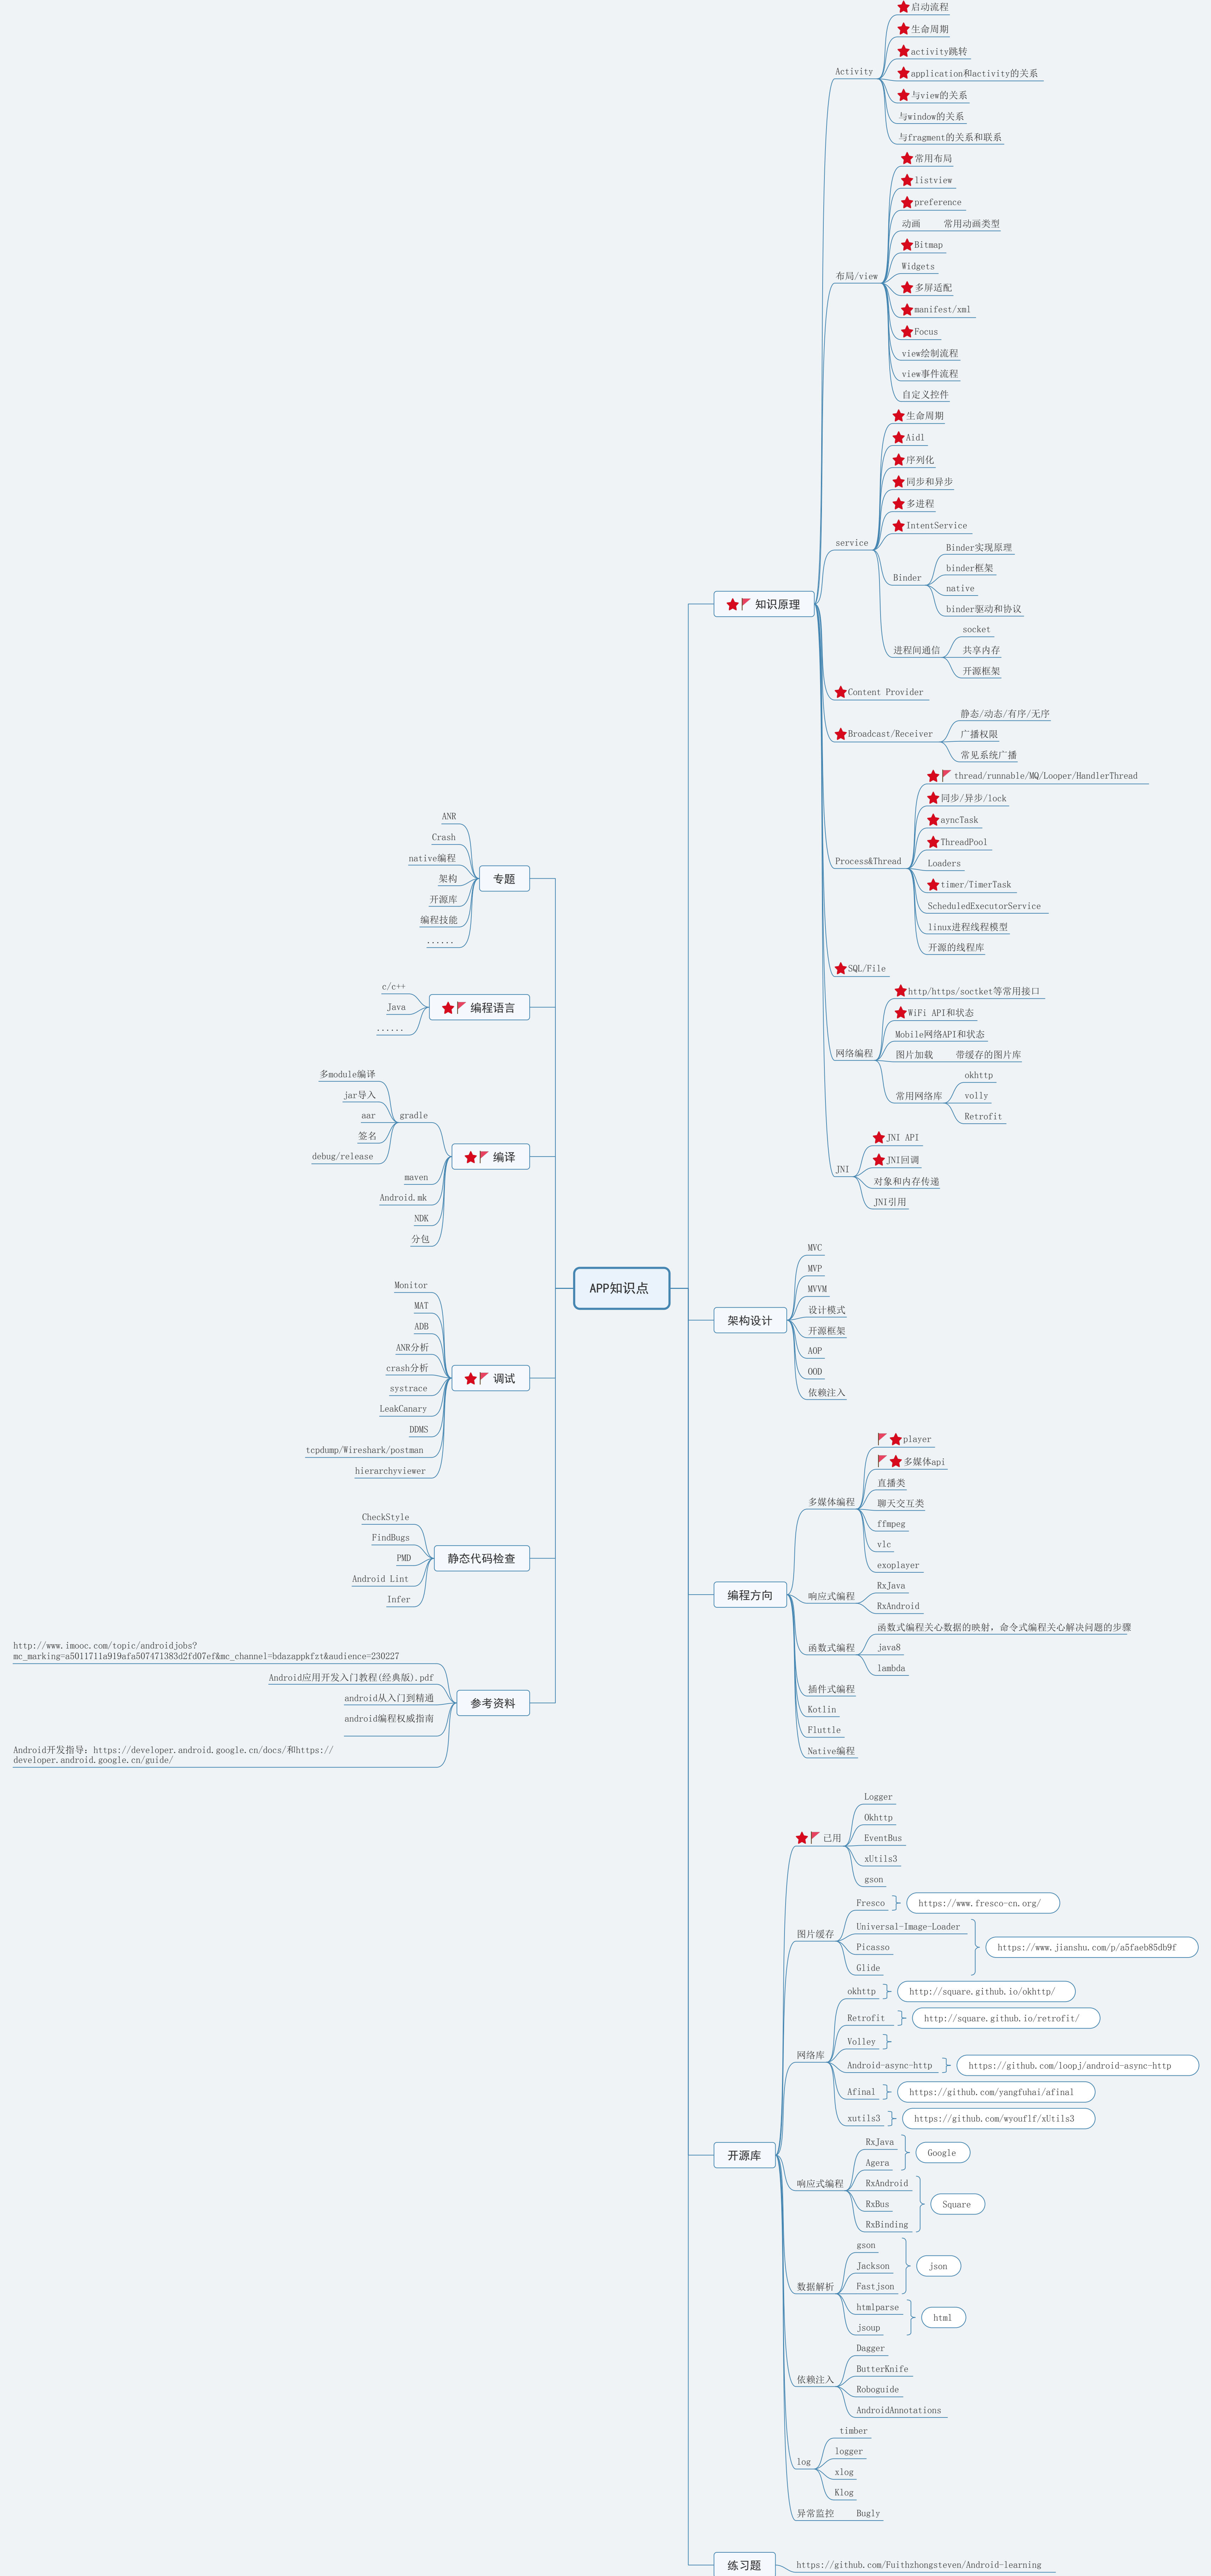 APP知识点
知识原理
Activity
启动流程
生命周期
activity跳转
application和activity的关系
与view的关系
与window的关系
与fragment的关系和联系
布局/view
常用布局
listview
preference
动画
常用动画类型
Bitmap
Widgets
多屏适配
manifest/xml
Focus
view绘制流程
view事件流程
自定义控件
service
生命周期
Aidl
序列化
同步和异步
多进程
IntentService
Binder
Binder实现原理
binder框架
native
binder驱动和协议
进程间通信
socket
共享内存
开源框架
Content Provider
Broadcast/Receiver
静态/动态/有序/无序
广播权限
常见系统广播
Process&Thread
thread/runnable/MQ/Looper/HandlerThread
同步/异步/lock
ayncTask
ThreadPool
Loaders
timer/TimerTask
ScheduledExecutorService
linux进程线程模型
开源的线程库
SQL/File
网络编程
http/https/soctket等常用接口
WiFi API和状态
Mobile网络API和状态
图片加载
带缓存的图片库
常用网络库
okhttp
volly
Retrofit
JNI
JNI API
JNI回调
对象和内存传递
JNI引用
架构设计
MVC
MVP
MVVM
设计模式
开源框架
AOP
OOD
依赖注入
编程方向
多媒体编程
player
多媒体api
直播类
聊天交互类
ffmpeg
vlc
exoplayer
响应式编程
RxJava
RxAndroid
函数式编程
函数式编程关心数据的映射，命令式编程关心解决问题的步骤
java8
lambda
插件式编程
Kotlin
Fluttle
Native编程
开源库
已用
Logger
Okhttp
EventBus
xUtils3
gson
图片缓存
Fresco
https://www.fresco-cn.org/
Universal-Image-Loader
Picasso
Glide
https://www.jianshu.com/p/a5faeb85db9f
网络库
okhttp
http://square.github.io/okhttp/
Retrofit
http://square.github.io/retrofit/
Volley
Android-async-http
https://github.com/loopj/android-async-http
Afinal
https://github.com/yangfuhai/afinal
xutils3
https://github.com/wyouflf/xUtils3
响应式编程
RxJava
Agera
Google
RxAndroid
RxBus
RxBinding
Square
数据解析
gson
Jackson
Fastjson
json
htmlparse
jsoup
html
依赖注入
Dagger
ButterKnife
Roboguide
AndroidAnnotations
log
timber
logger
xlog
Klog
异常监控
Bugly
练习题
https://github.com/Fuithzhongsteven/Android-learning
专题
ANR
Crash
native编程
架构
开源库
编程技能
......
编程语言
c/c++
Java
......
编译
gradle
多module编译
jar导入
aar
签名
debug/release
maven
Android.mk
NDK
分包
调试
Monitor
MAT
ADB
ANR分析
crash分析
systrace
LeakCanary
DDMS
tcpdump/Wireshark/postman
hierarchyviewer
静态代码检查
CheckStyle
FindBugs
PMD
Android Lint
Infer
参考资料
http://www.imooc.com/topic/androidjobs?
mc_marking=a5011711a919afa507471383d2fd07ef&mc_channel=bdazappkfzt&audience=230227
Android应用开发入门教程(经典版).pdf
android从入门到精通
android编程权威指南
Android开发指导：https://developer.android.google.cn/docs/和https://
developer.android.google.cn/guide/